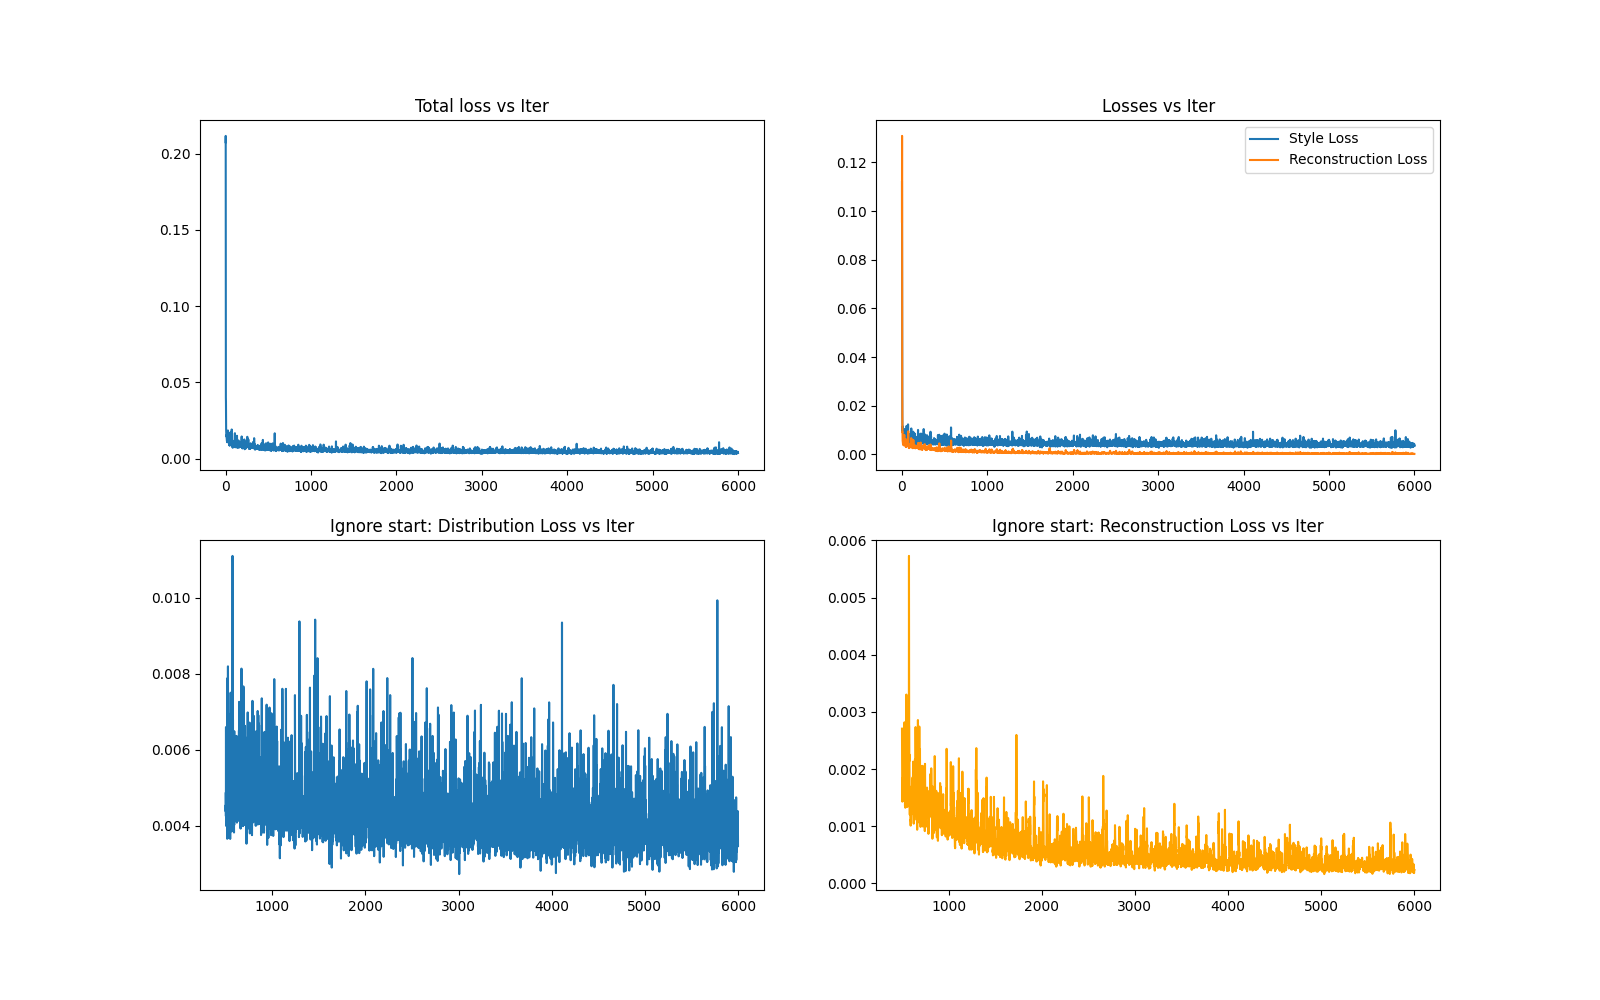 Total loss vs Iter
0.20
0.15
0.10
0.05
0.00
0 1000 2000 3000 4000 5000 6000
Losses vs Iter
Style Loss
Reconstruction Loss
0.12
0.10
0.08
0.06
0.04
0.02
0.00
0 1000 2000 3000 4000 5000 6000
Ignore start: Distribution Loss vs Iter
0.010
0.008
0.006
0.004
1000 2000 3000 4000 5000 6000
Ignore start: Reconstruction Loss vs Iter
0.006
0.005
0.004
0.003
0.002
0.001
0.000
1000 2000 3000 4000 5000 6000